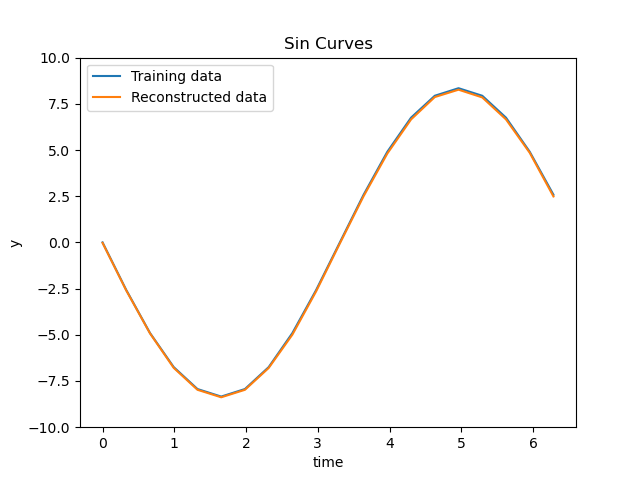 Sin Curves
Training data
Reconstructed data
10.0
7.5
5.0
2.5
0.0
−2.5
−5.0
−7.5
−10.0
y
0 1 2 3 4 5 6
time